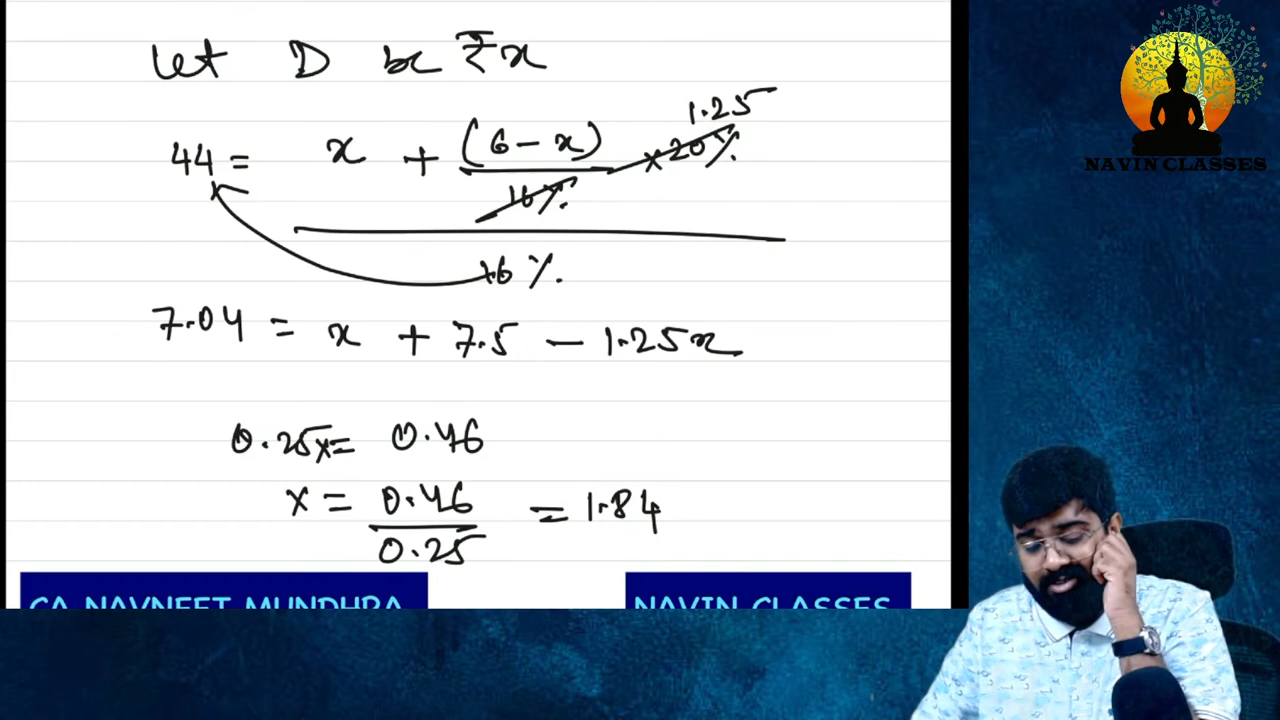 Let D be ₹x
1.25
44 = x + (6 - x) × 20%
16%
16%
7.04 = x + 7.5 - 1.25x
0.25x = 0.46
x = 0.46 = 1.84
0.25
NAVIN CLASSES
CA NAVNEET MUNDHRA
NAVIN CLASSES